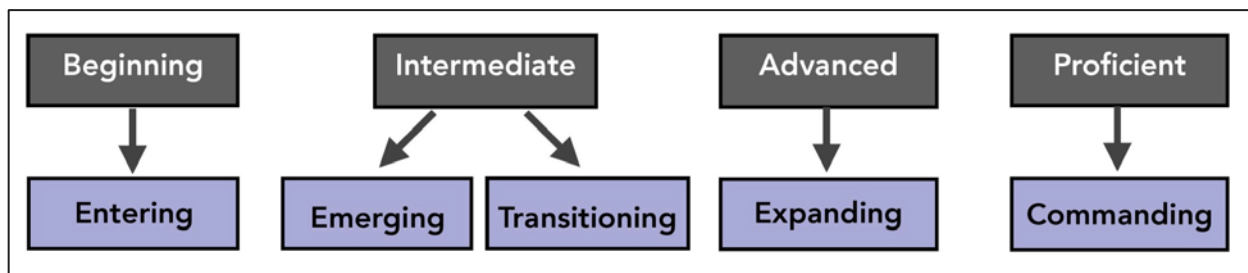 Beginning
Intermediate
Advanced
Proficient
Entering
Emerging
Transitioning
Expanding
Commanding